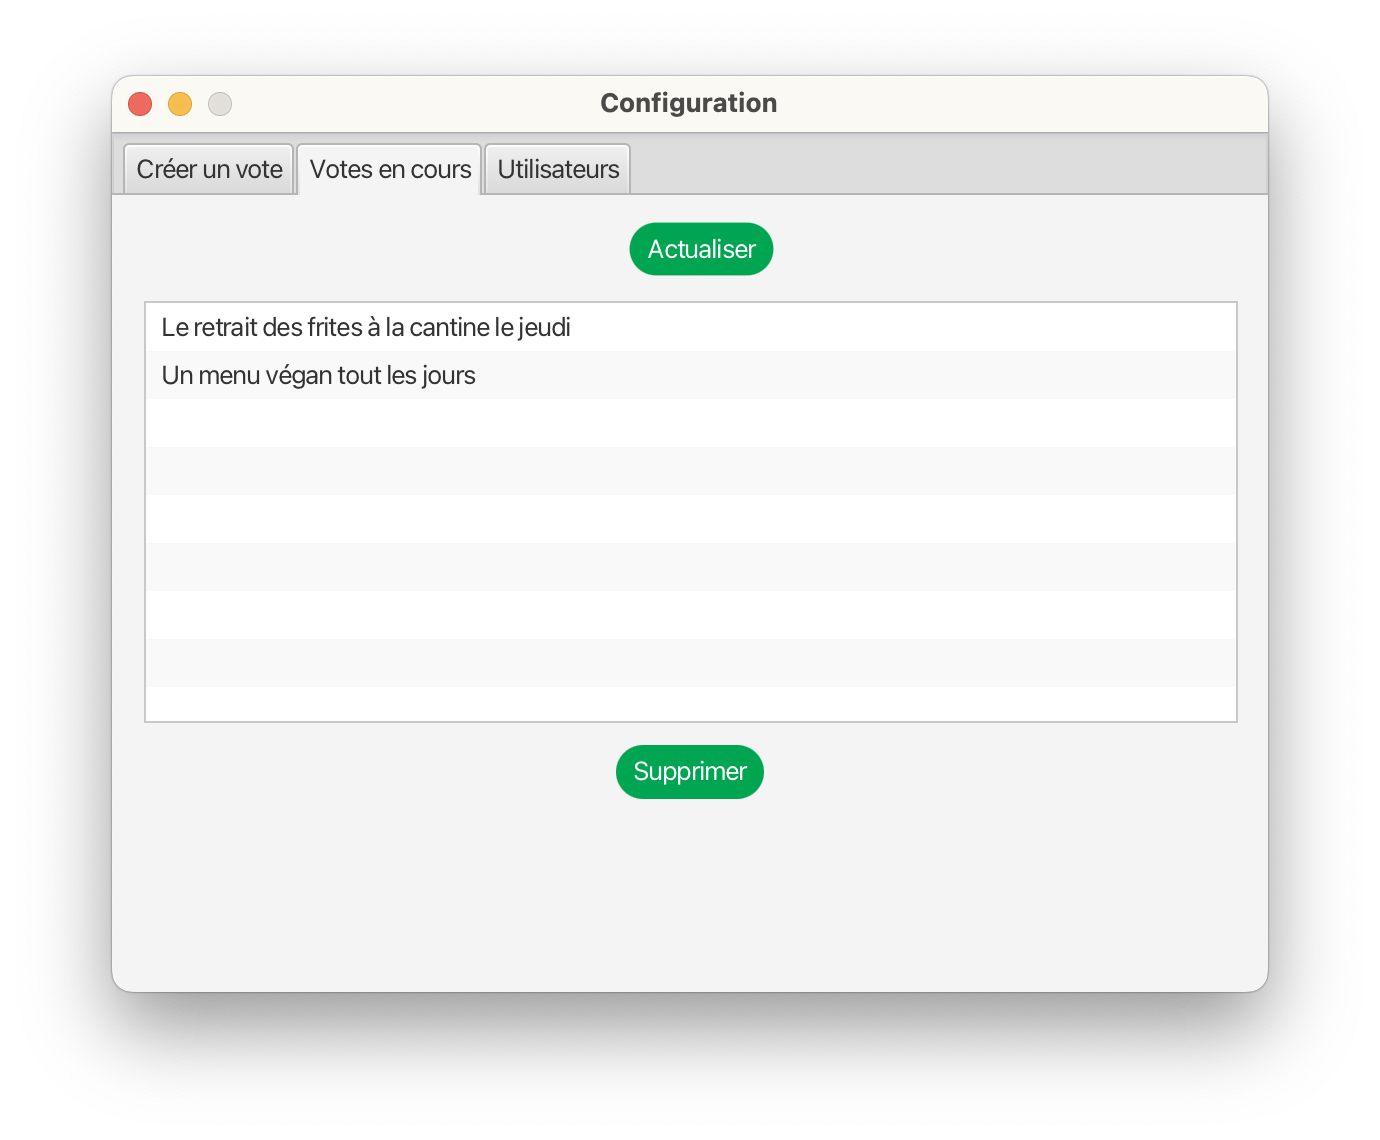 Configuration
Créer un vote
Votes en cours
Utilisateurs
Actualiser
Le retrait des frites à la cantine le jeudi
Un menu végan tout les jours
Supprimer